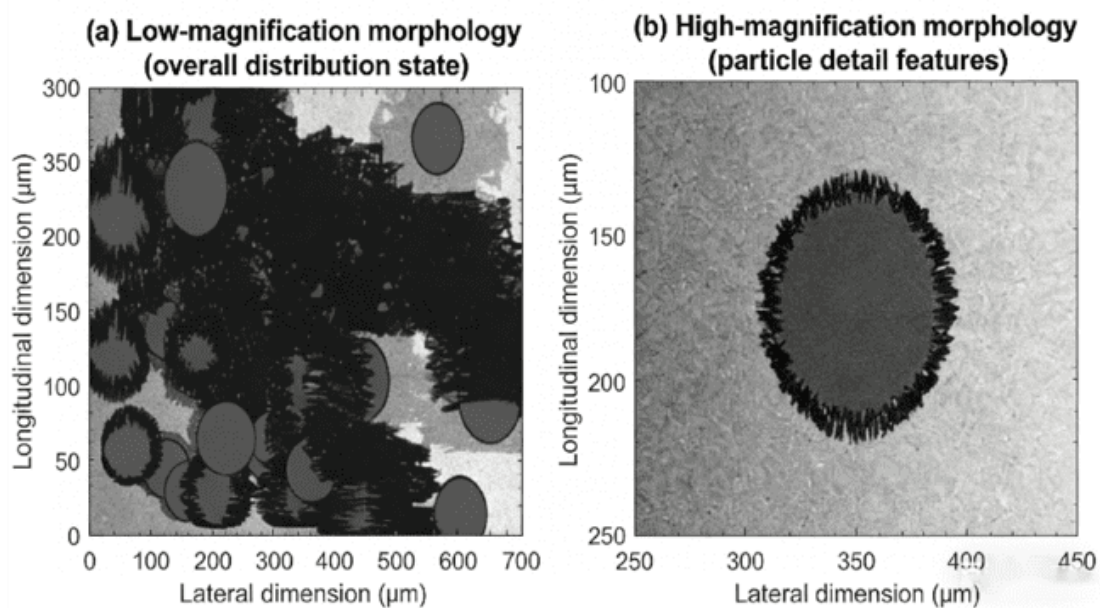 (a) Low-magnification morphology
(overall distribution state)
300
350
200
150
100
50
0
0 100 200 300 400 500 600 700
Longitudinal dimension (μm)
Lateral dimension (μm)
(b) High-magnification morphology
(particle detail features)
100
150
200
250
250 300 350 400 450
Longitudinal dimension (μm)
Lateral dimension (μm)